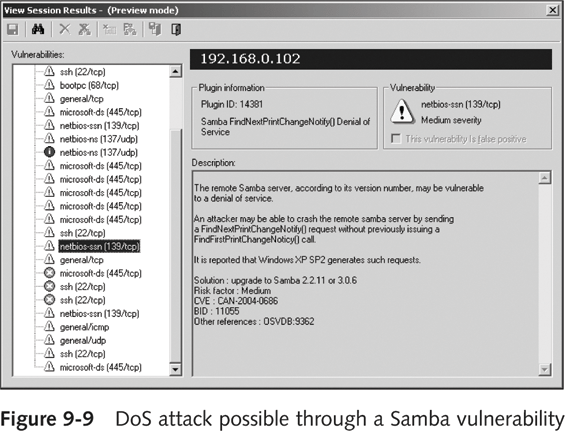 View Session Results - (Preview mode)
192.168.0.102
Vulnerabilities:
ssh (22/tcp)
bootpc (68/tcp)
general/tcp
microsoft-ds (445/tcp)
netbios-ssn (139/tcp)
netbios-ns (137/udp)
netbios-ns (137/udp)
microsoft-ds (445/tcp)
microsoft-ds (445/tcp)
microsoft-ds (445/tcp)
microsoft-ds (445/tcp)
ssh (22/tcp)
netbios-ssn (139/tcp)
general/tcp
microsoft-ds (445/tcp)
ssh (22/tcp)
ssh (22/tcp)
netbios-ssn (139/tcp)
general/icmp
general/udp
ssh (22/tcp)
microsoft-ds (445/tcp)
Plugin information
Plugin ID: 14381
Samba FindNextPrintChangeNotify() Denial of
Service
Vulnerability
netbios-ssn (139/tcp)
Medium severity
This vulnerability is false positive
Description:
The remote Samba server, according to its version number, may be vulnerable
to a denial of service.
An attacker may be able to crash the remote samba server by sending
a FindNextPrintChangeNotify() request without previously issuing a
FindFirstPrintChangeNoticy() call.
It is reported that Windows XP SP2 generates such requests.
Solution : upgrade to Samba 2.2.11 or 3.0.6
Risk factor : Medium
CVE : CAN-2004-0686
BID : 11055
Other references : OSVDB:9362
Figure 9-9 DoS attack possible through a Samba vulnerability